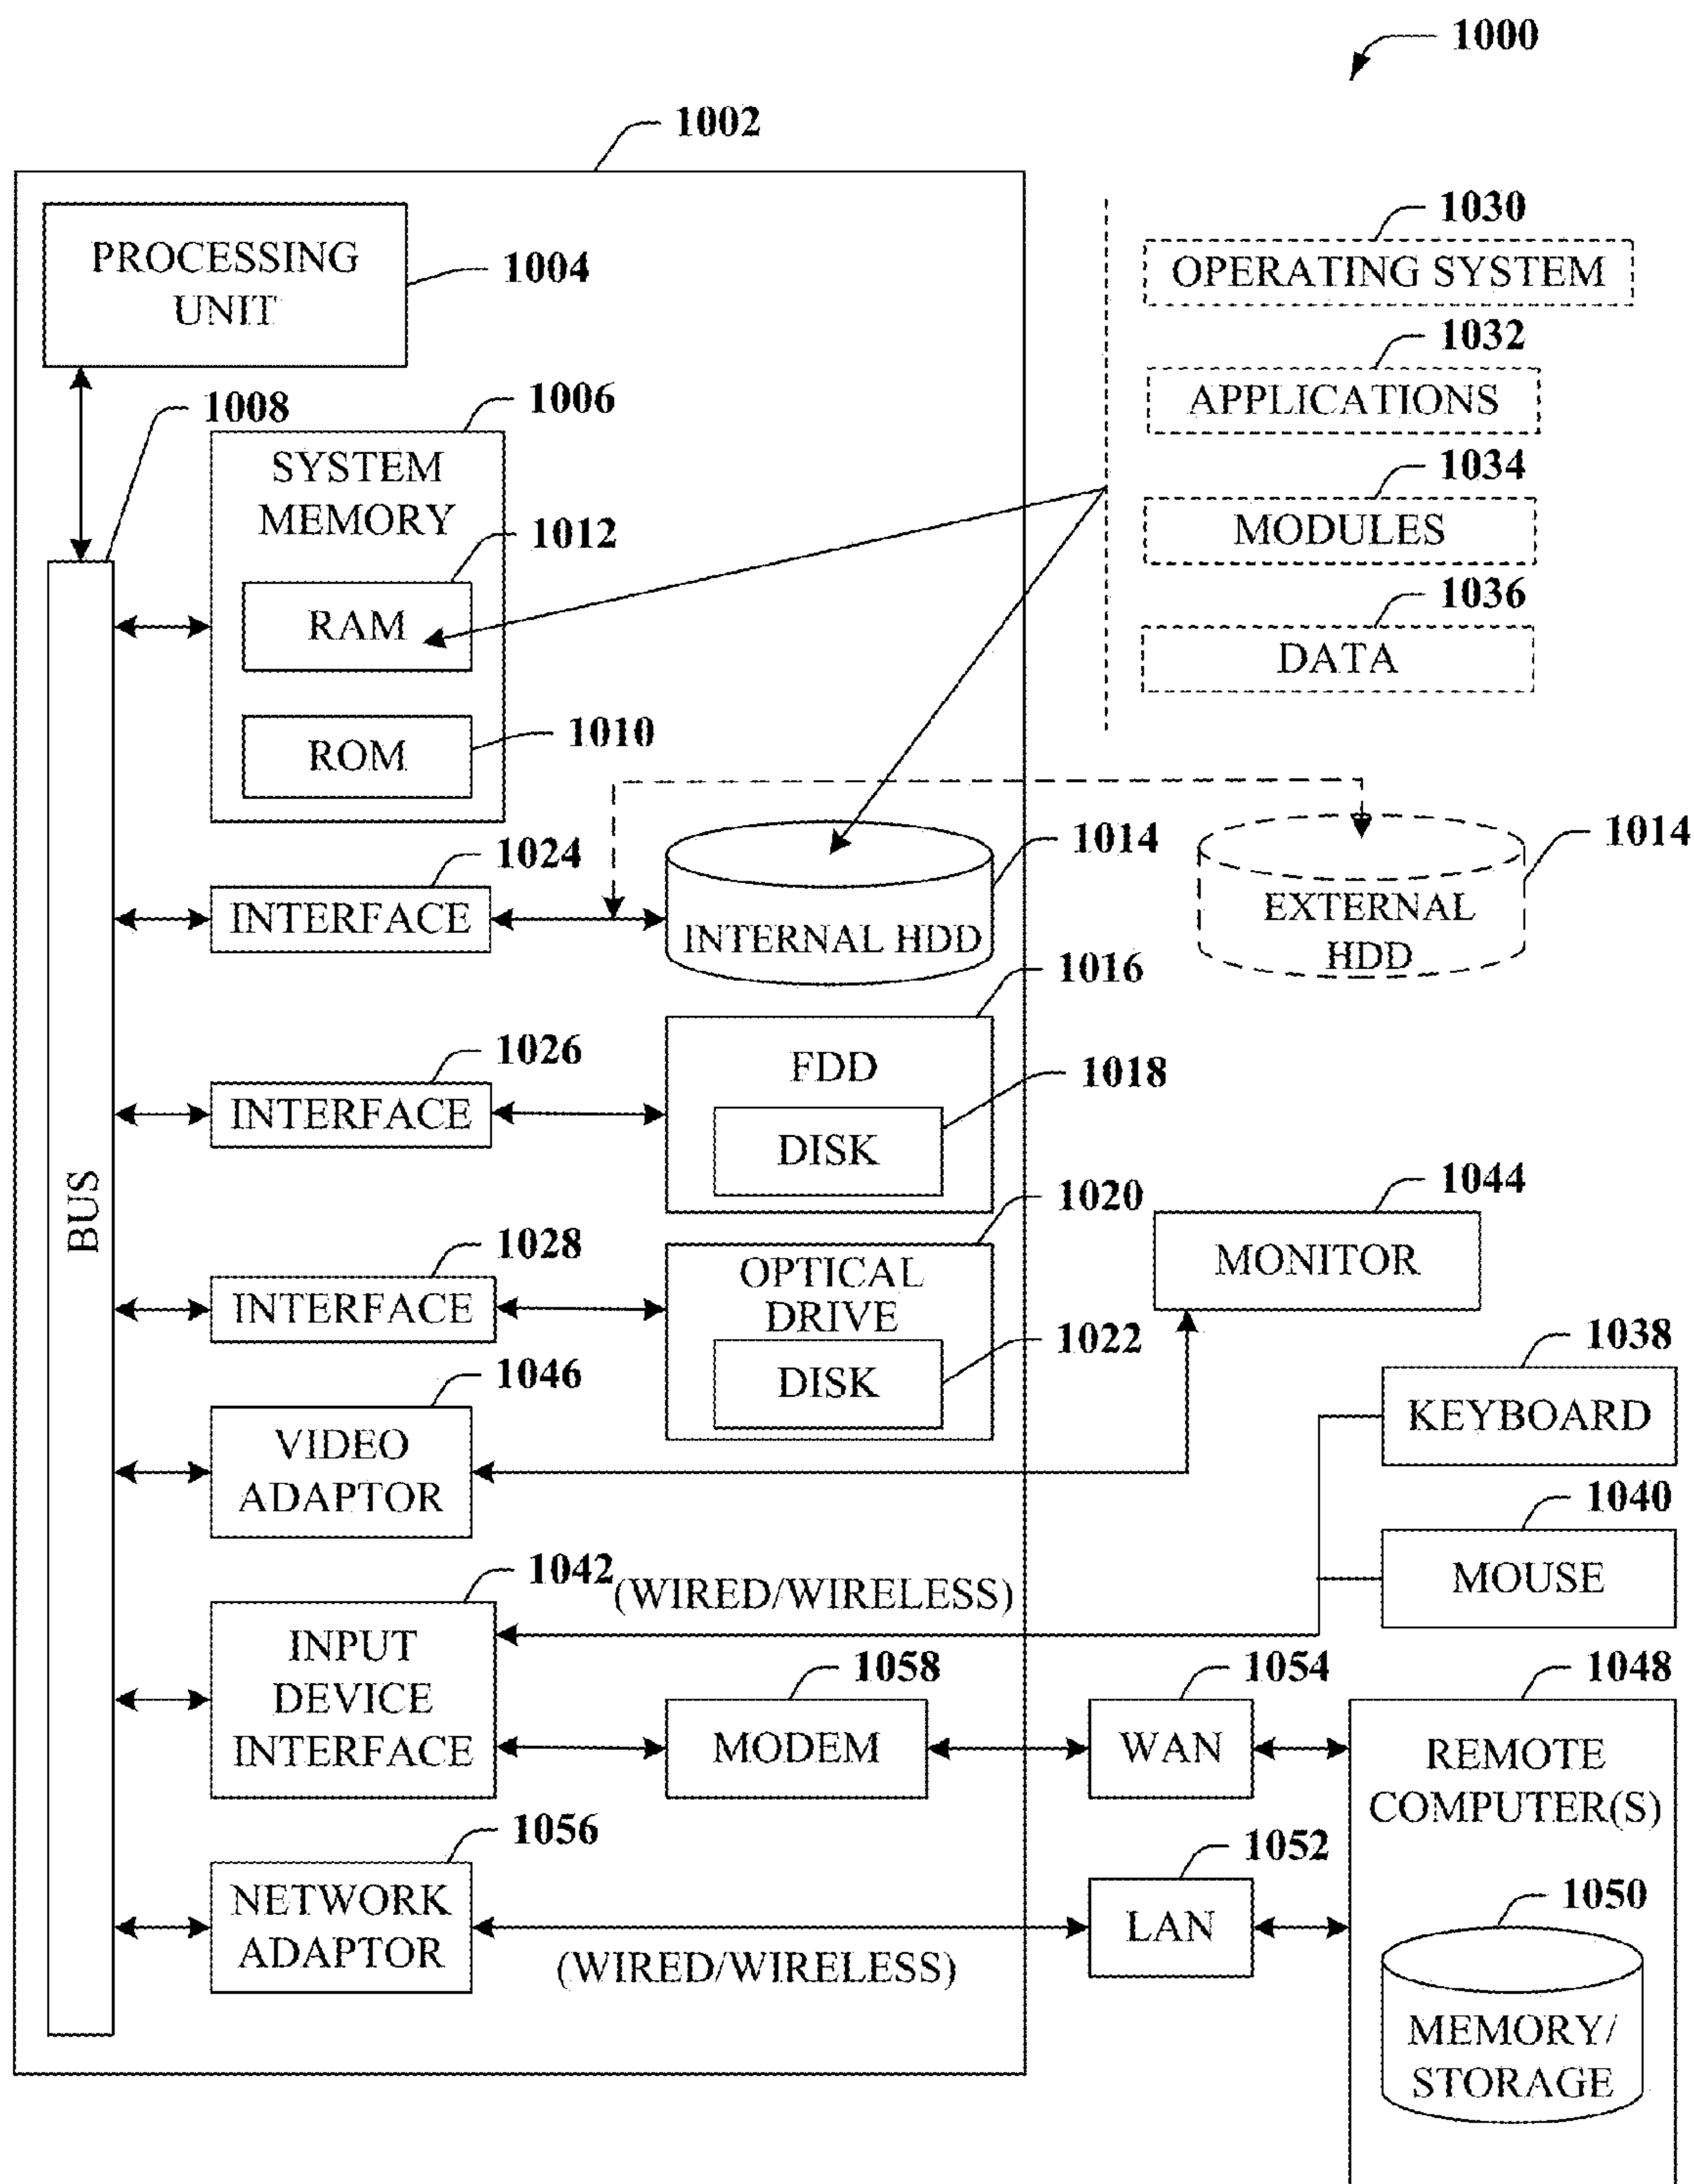 1000
1002
PROCESSING
UNIT
1004
1030
OPERATING SYSTEM
1032
APPLICATIONS
1034
MODULES
1036
DATA
1008
1006
SYSTEM
MEMORY
1012
RAM
1010
ROM
1024
INTERFACE
1014
INTERNAL HDD
1014
EXTERNAL
HDD
1016
FDD
1018
DISK
1026
INTERFACE
BUS
1020
OPTICAL
DRIVE
1022
DISK
1028
INTERFACE
1044
MONITOR
1046
VIDEO
ADAPTOR
1038
KEYBOARD
1040
MOUSE
1042
(WIRED/WIRELESS)
INPUT
DEVICE
INTERFACE
1058
MODEM
1054
WAN
1048
REMOTE
COMPUTER(S)
1056
NETWORK
ADAPTOR
(WIRED/WIRELESS)
1052
LAN
1050
MEMORY/
STORAGE